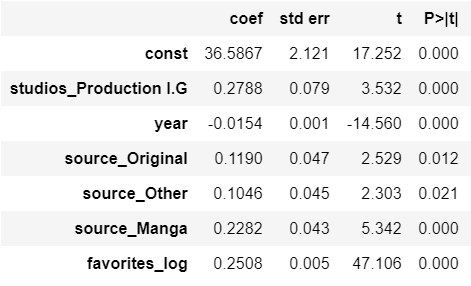 coef std err t P>|t|
const 36.5867 2.121 17.252 0.000
studios_Production I.G 0.2788 0.079 3.532 0.000
year -0.0154 0.001 -14.560 0.000
source_Original 0.1190 0.047 2.529 0.012
source_Other 0.1046 0.045 2.303 0.021
source_Manga 0.2282 0.043 5.342 0.000
favorites_log 0.2508 0.005 47.106 0.000